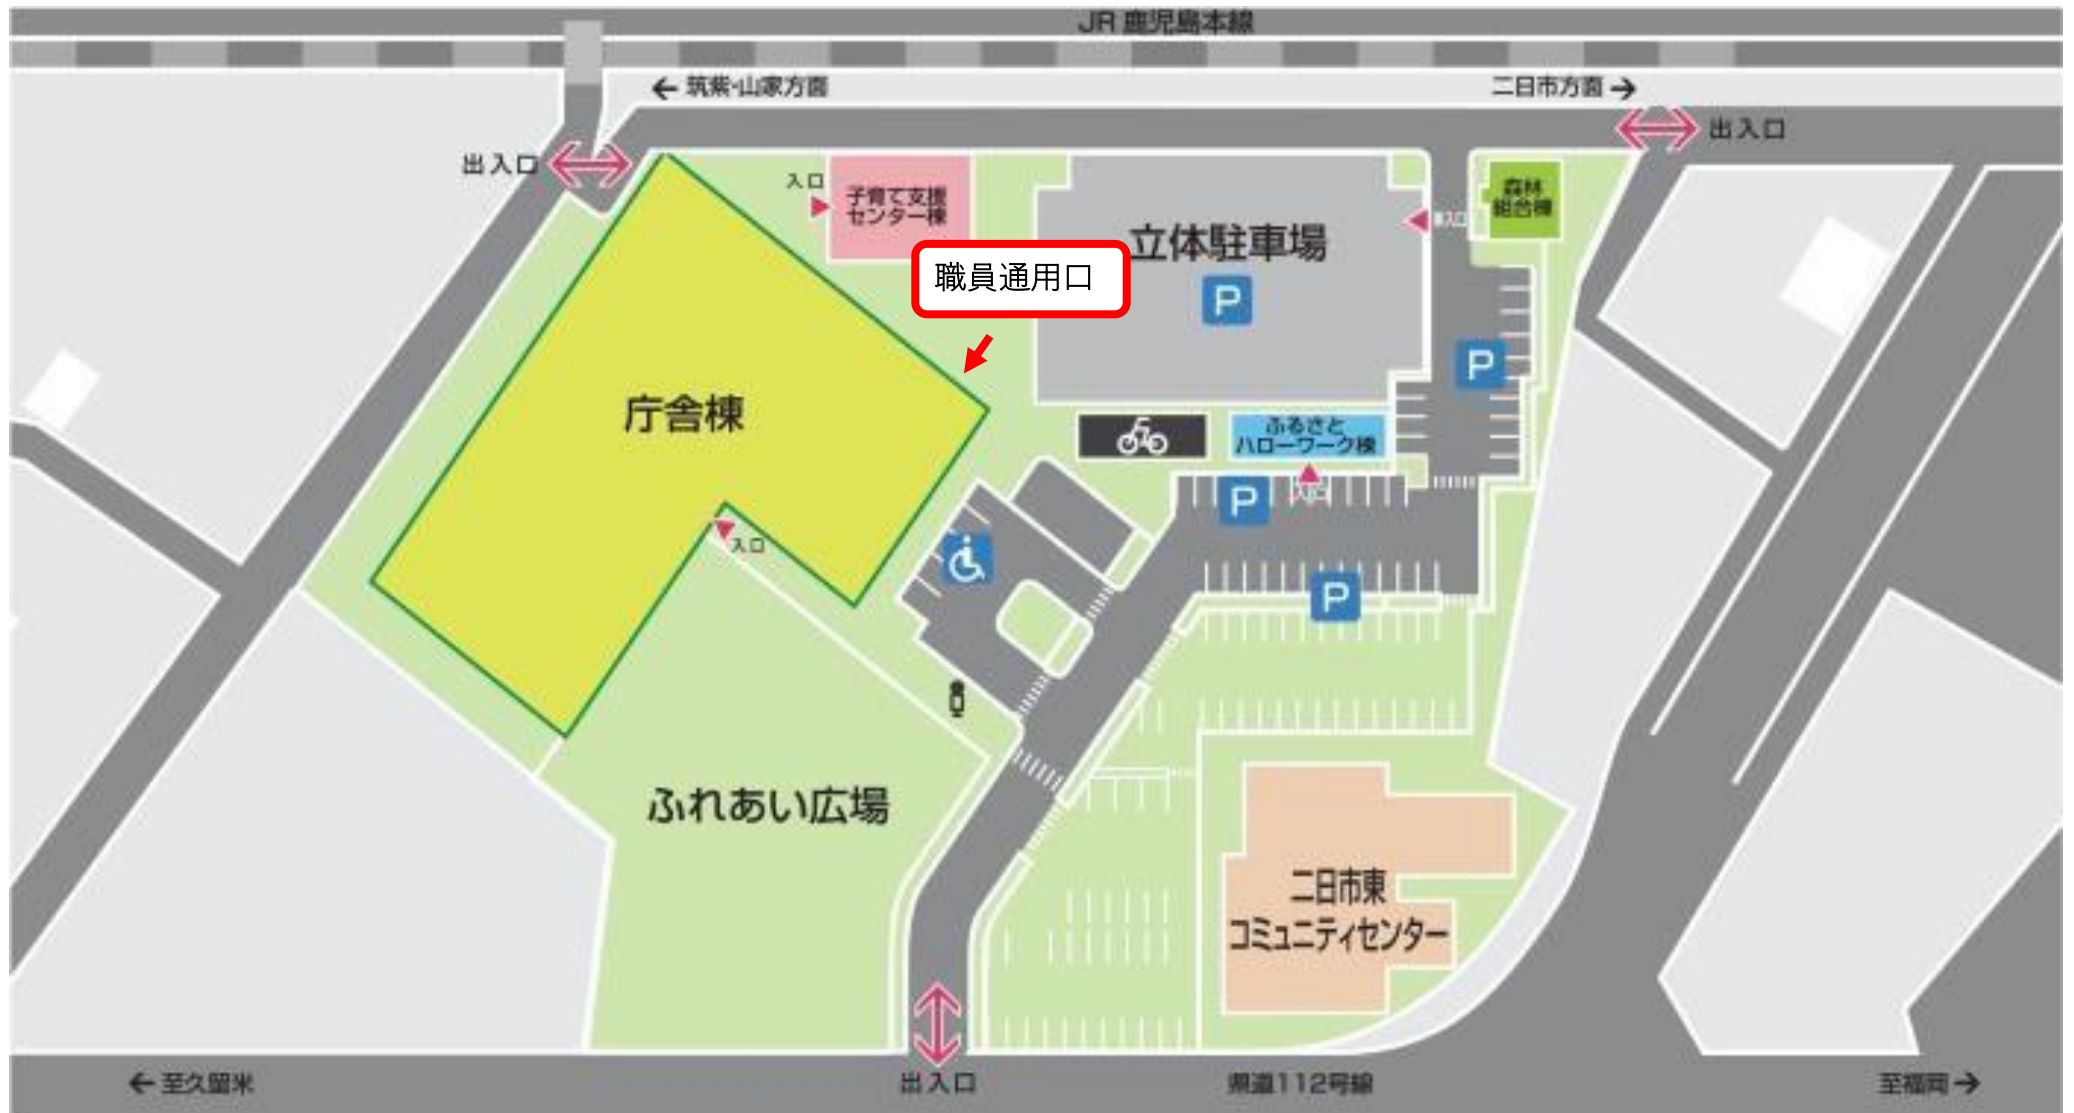 JR 鹿児島本線
← 筑紫・山家方面
二日市方面 →
出入口
出入口
入口
子育て支援
センター棟
森林
組合棟
立体駐車場
職員通用口
P
P
庁舎棟
ふるさと
ハローワーク棟
入口
P
入口
P
ふれあい広場
二日市東
コミュニティセンター
← 至久留米
出入口
県道112号線
至福岡 →